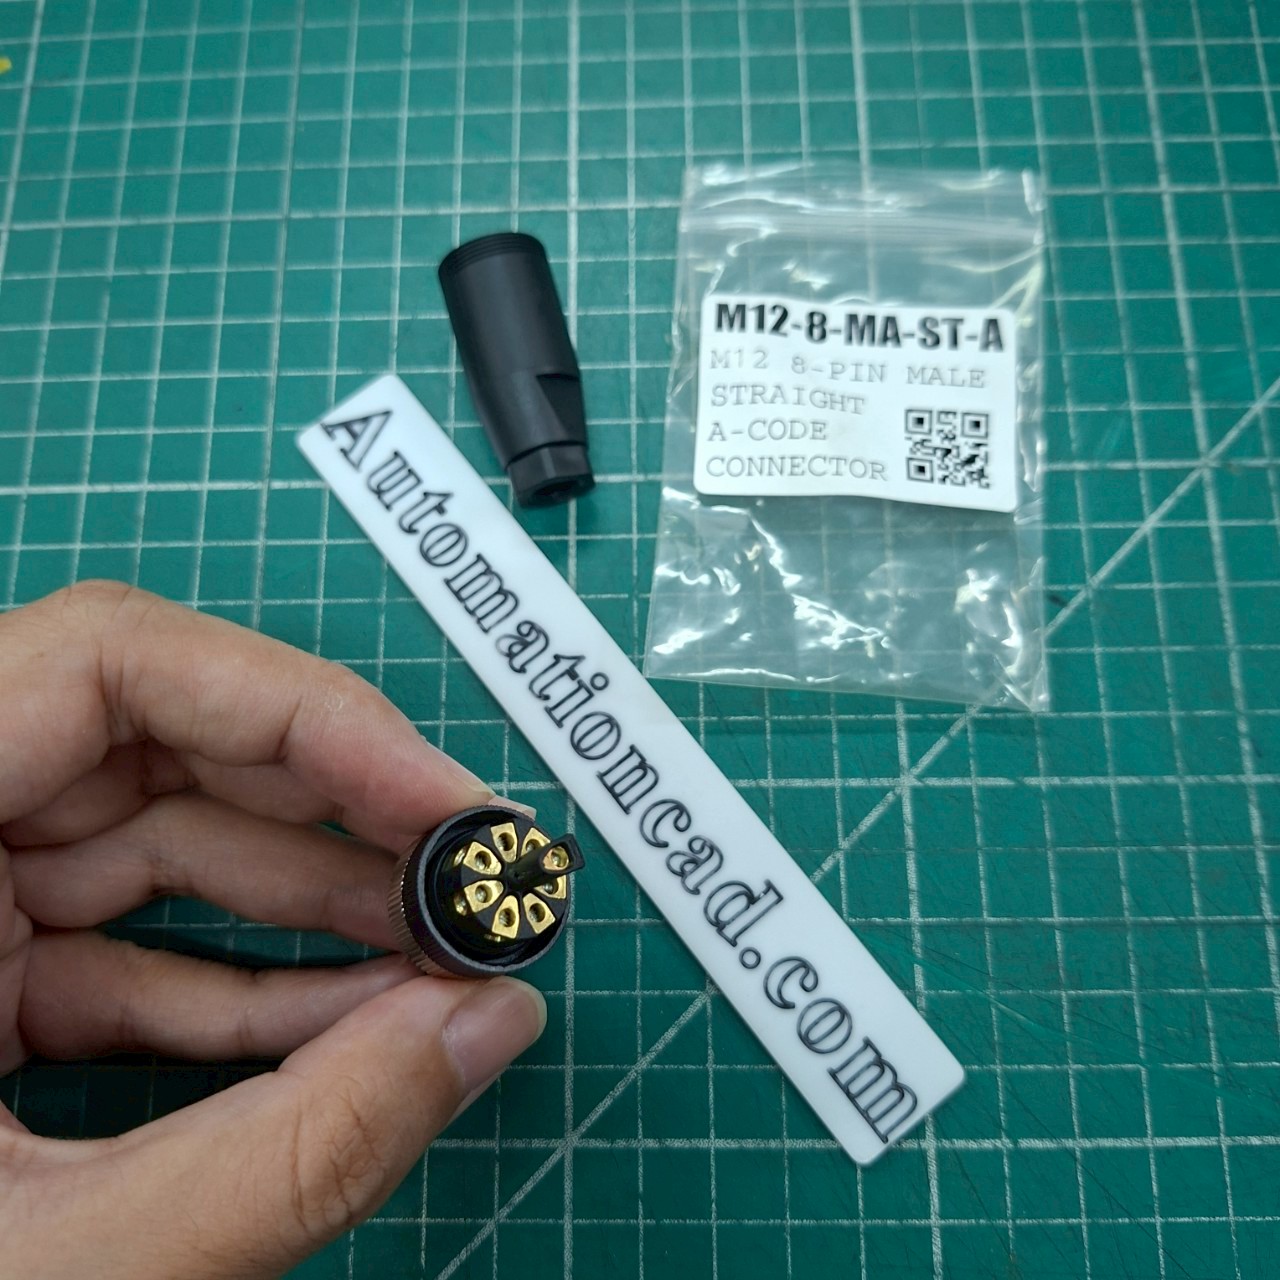 M12-8-MA-ST-A
M12 8-PIN MALE
STRAIGHT
A-CODE
CONNECTOR
Automationcad.com